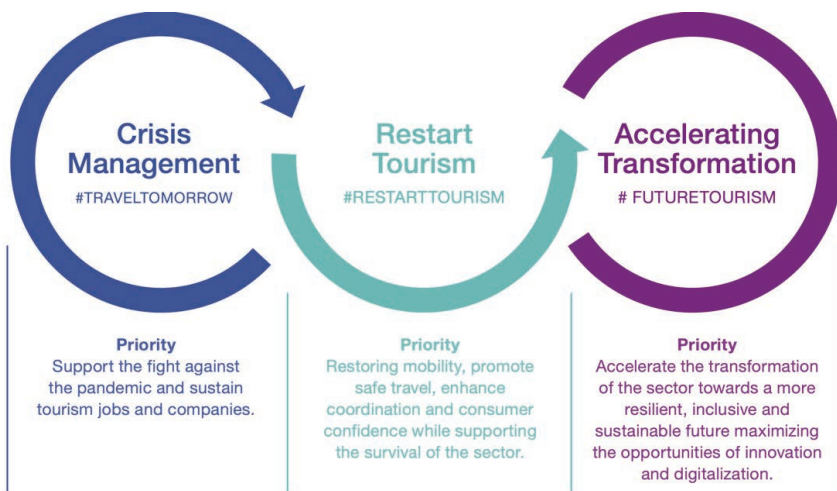 Crisis
Management
#TRAVELTOMORROW
Restart
Tourism
#RESTARTTOURISM
Accelerating
Transformation
# FUTURETOURISM
Priority
Support the fight against
the pandemic and sustain
tourism jobs and companies.
Priority
Restoring mobility, promote
safe travel, enhance
coordination and consumer
confidence while supporting
the survival of the sector.
Priority
Accelerate the transformation
of the sector towards a more
resilient, inclusive and
sustainable future maximizing
the opportunities of innovation
and digitalization.